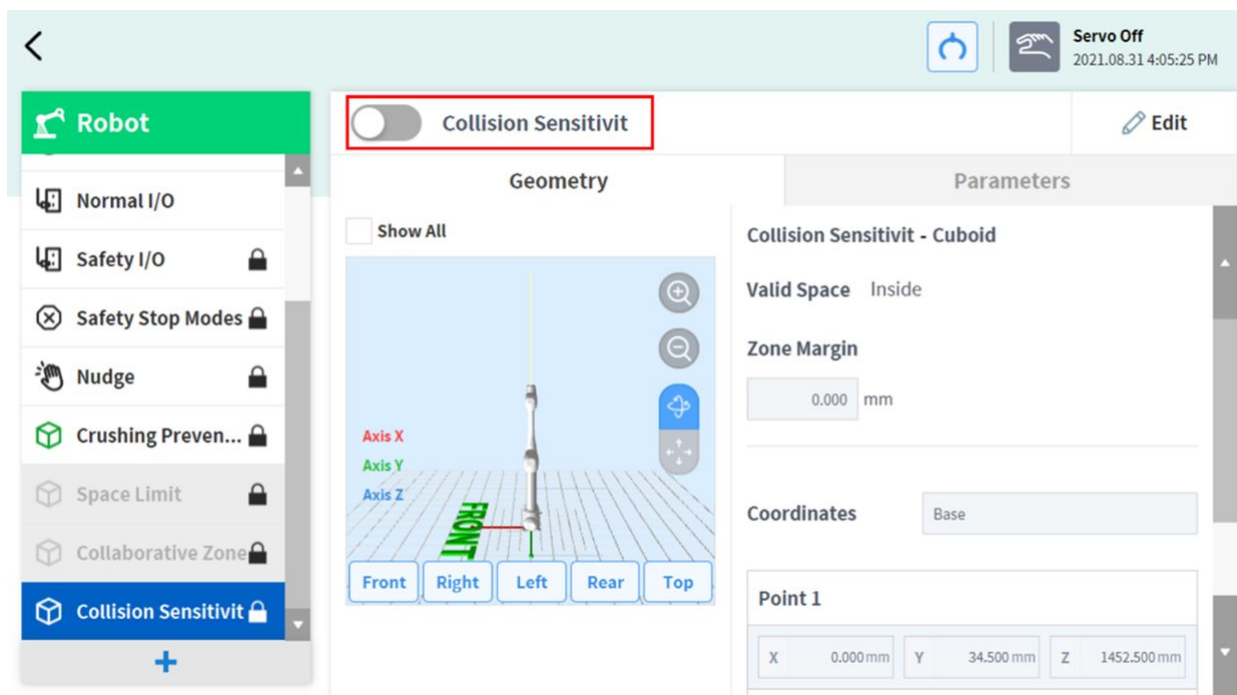 Servo Off
2021.08.31 4:05:25 PM
Robot
Normal I/O
Safety I/O
Safety Stop Modes
Nudge
Crushing Preven...
Space Limit
Collaborative Zone
Collision Sensitivit
+
Collision Sensitivit
Edit
Geometry
Parameters
Show All
Axis X
Axis Y
Axis Z
FRONT
Front Right Left Rear Top
Collision Sensitivit - Cuboid
Valid Space Inside
Zone Margin
0.000 mm
Coordinates Base
Point 1
X 0.000 mm Y 34.500 mm Z 1452.500 mm